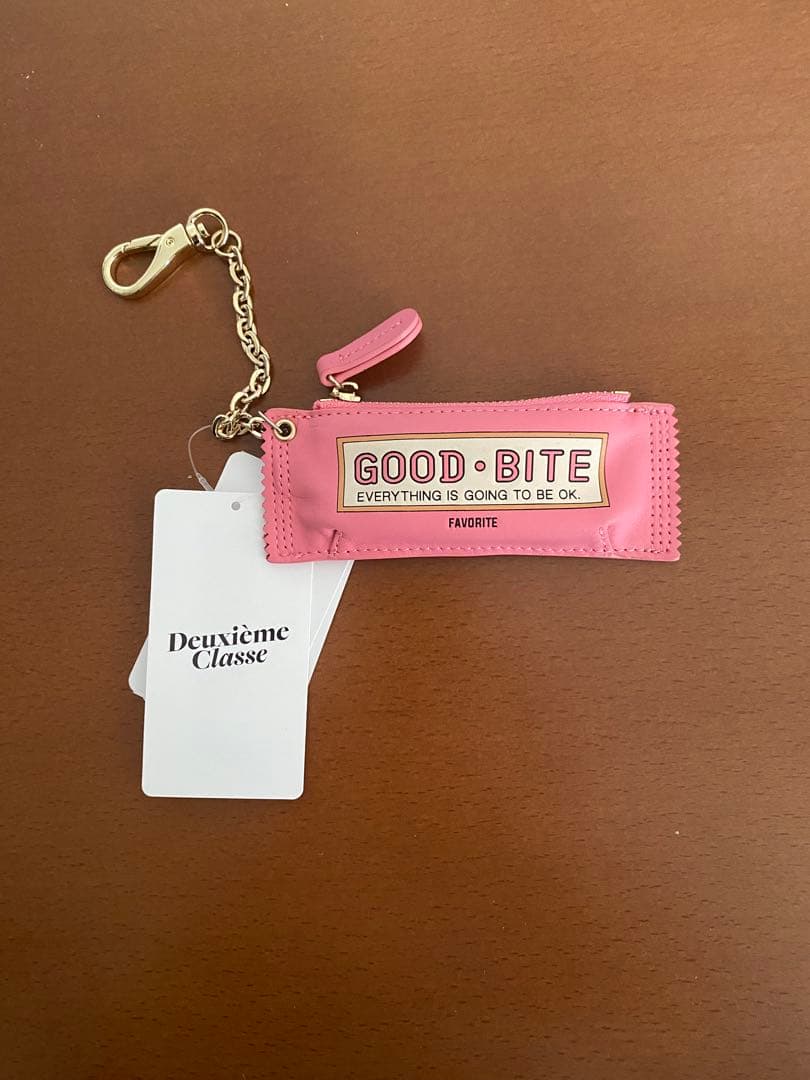 GOOD・BITE
EVERYTHING IS GOING TO BE OK.
FAVORITE
Deuxième
Classe